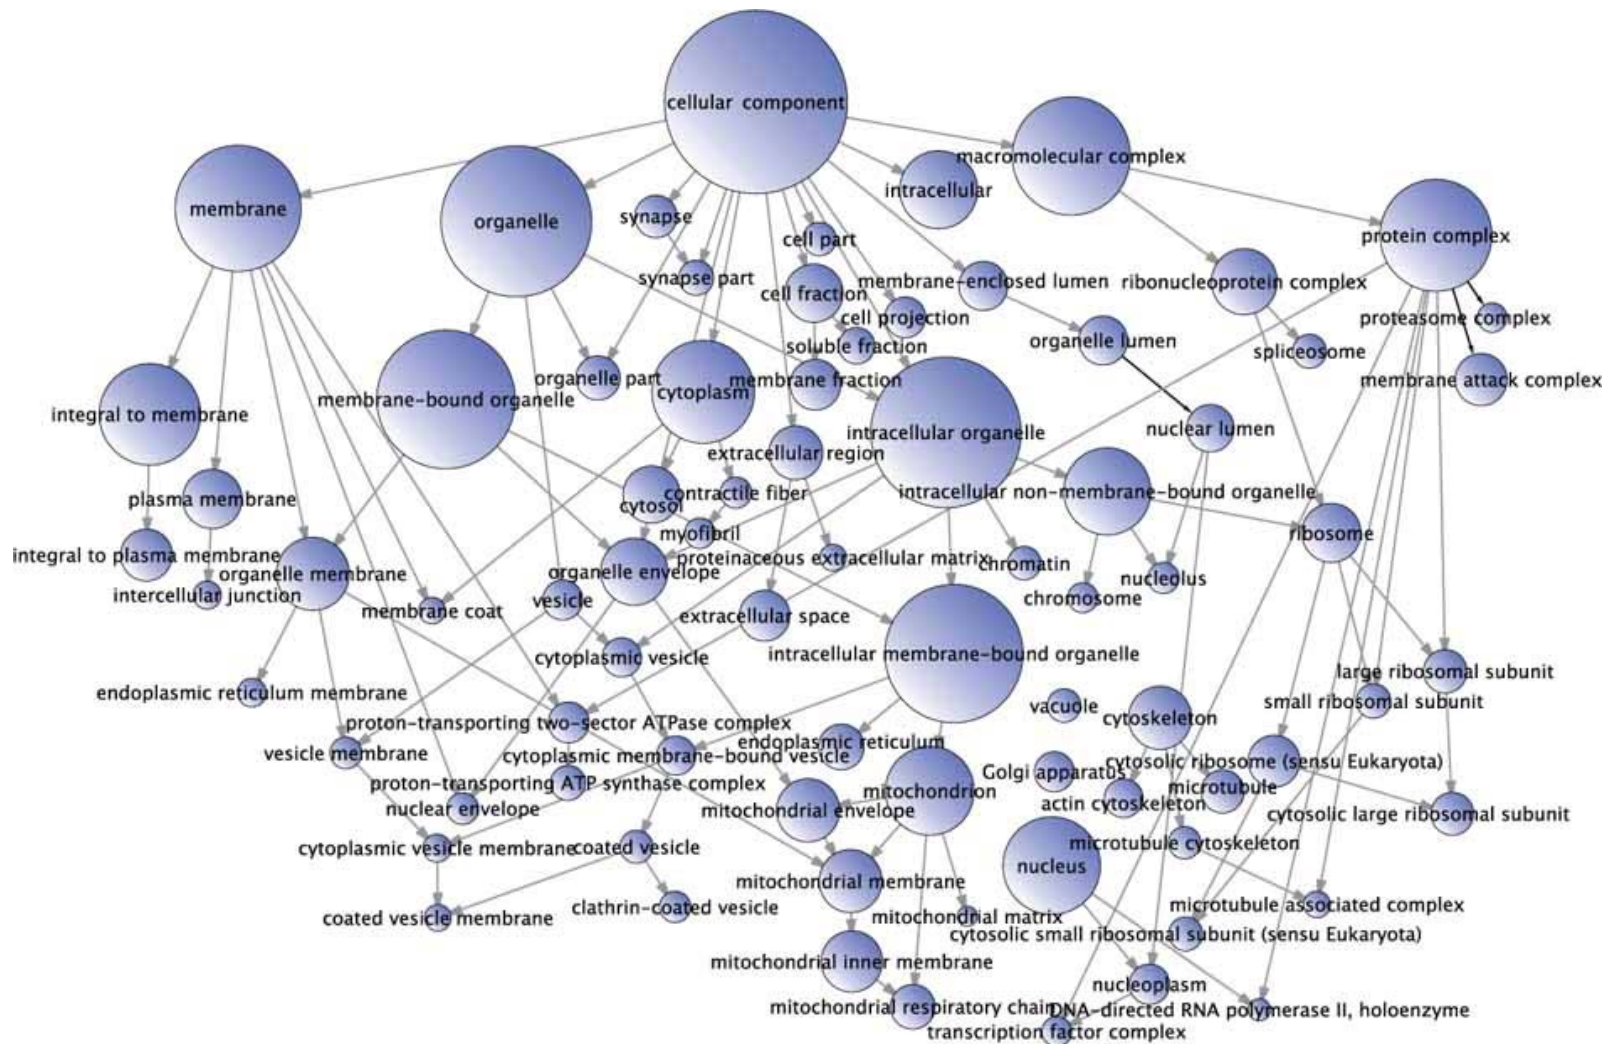 cellular component
macromolecular complex
intracellular
membrane
organelle
synapse
cell part
protein complex
synapse part
cell fraction
membrane-enclosed lumen
ribonucleoprotein complex
cell projection
proteasome complex
soluble fraction
organelle lumen
spliceosome
organelle part
membrane fraction
membrane attack complex
membrane-bound organelle
cytoplasm
integral to membrane
intracellular organelle
nuclear lumen
extracellular region
plasma membrane
cytosol
contractile fiber
intracellular non-membrane-bound organelle
myofibril
ribosome
integral to plasma membrane
organelle membrane
organelle envelope
proteinaceous extracellular matrix
chromatin
nucleolus
intercellular junction
membrane coat
vesicle
extracellular space
chromosome
cytoplasmic vesicle
intracellular membrane-bound organelle
large ribosomal subunit
endoplasmic reticulum membrane
small ribosomal subunit
vacuole
proton-transporting two-sector ATPase complex
cytoskeleton
vesicle membrane
cytoplasmic membrane-bound vesicle
endoplasmic reticulum
cytosolic ribosome (sensu Eukaryota)
Golgi apparatus
proton-transporting ATP synthase complex
mitochondrion
microtubule
nuclear envelope
mitochondrial envelope
actin cytoskeleton
cytosolic large ribosomal subunit
cytoplasmic vesicle membrane
coated vesicle
microtubule cytoskeleton
nucleus
mitochondrial membrane
coated vesicle membrane
clathrin-coated vesicle
mitochondrial matrix
microtubule associated complex
cytosolic small ribosomal subunit (sensu Eukaryota)
mitochondrial inner membrane
nucleoplasm
mitochondrial respiratory chain
DNA-directed RNA polymerase II, holoenzyme
transcription factor complex